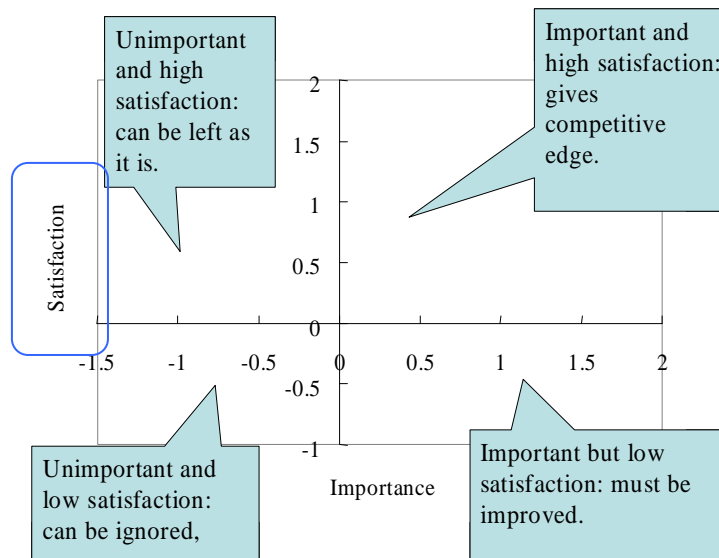 Unimportant
and high
satisfaction:
can be left as
it is.
Important and
high satisfaction:
gives
competitive
edge.
2
1.5
1
0.5
0
-0.5
-1
Satisfaction
-1.5
-1
-0.5
0
0.5
1
1.5
2
Unimportant and
low satisfaction:
can be ignored,
Importance
Important but low
satisfaction: must be
improved.